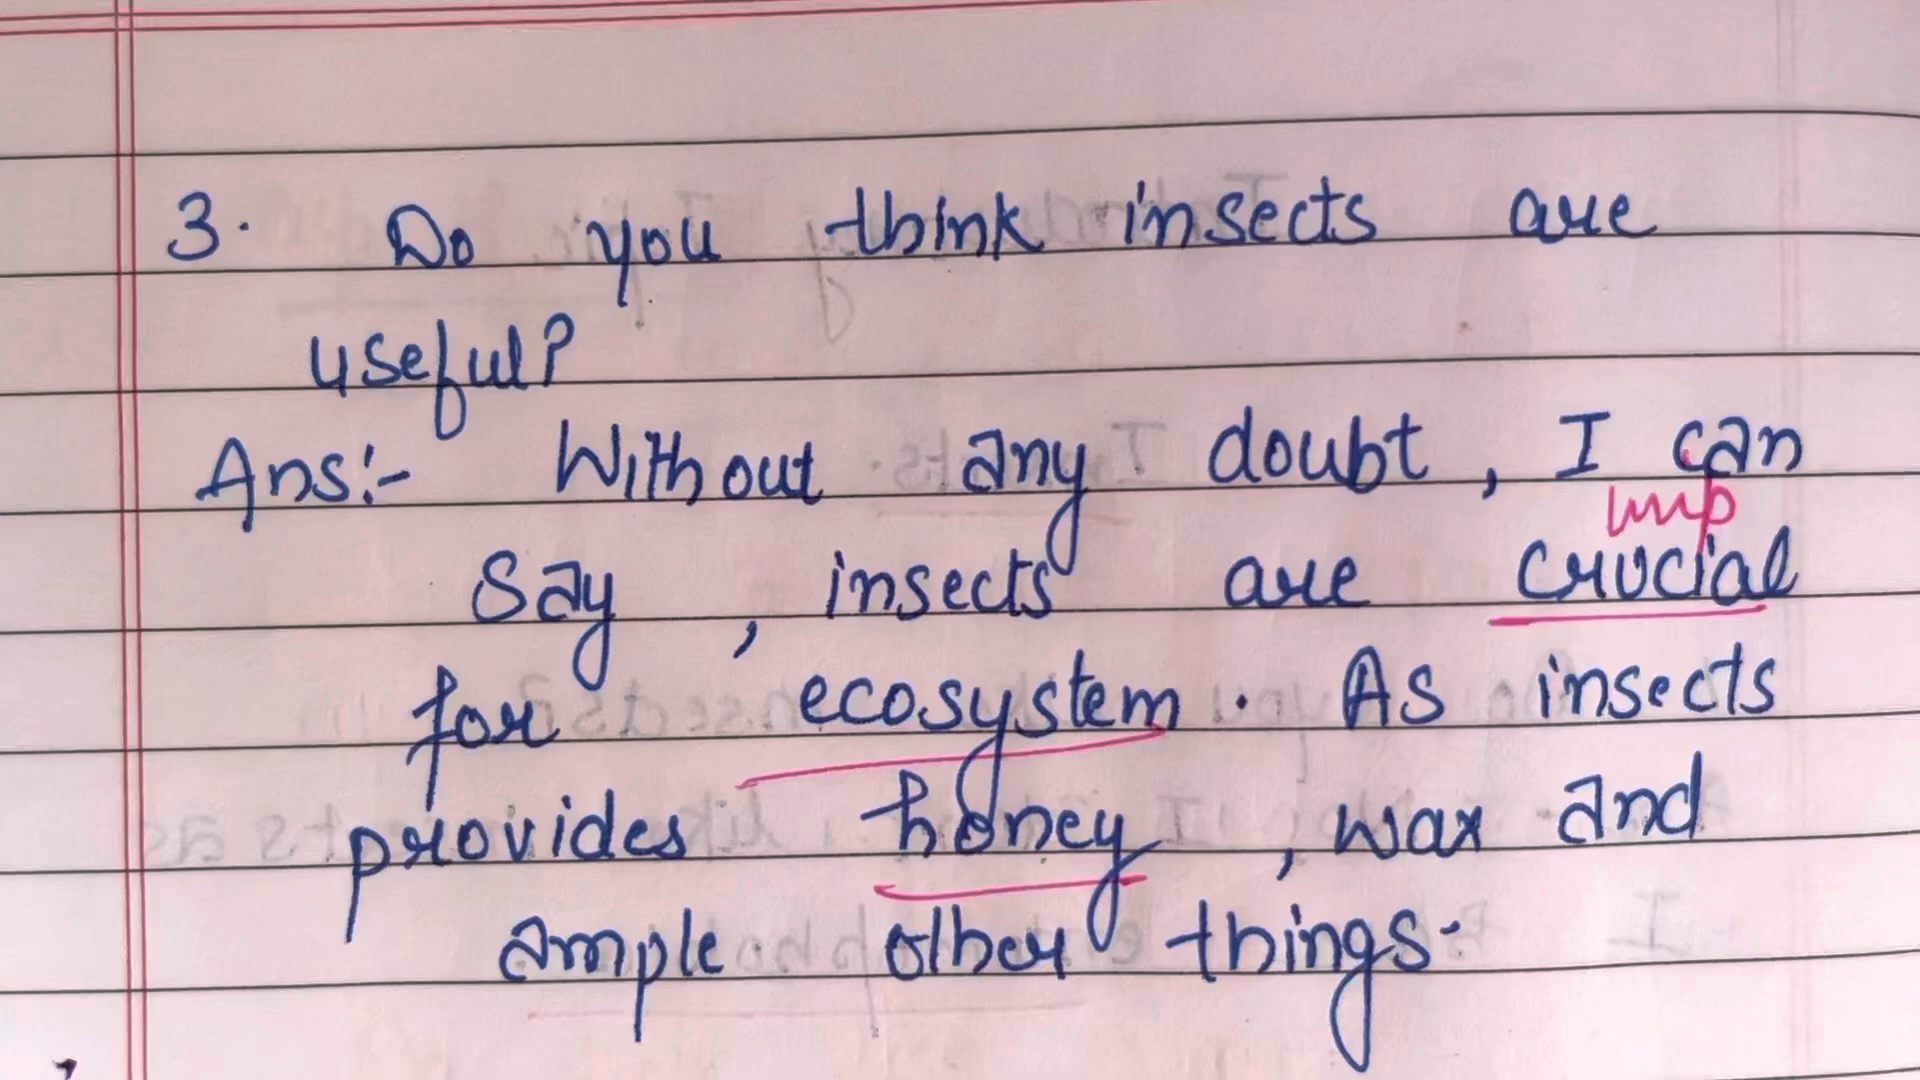 3. Do you think insects are
useful?
Ans:- Without any doubt, I can
imp
say, insects are crucial
for ecosystem. As insects
provides honey, wax and
ample other things.